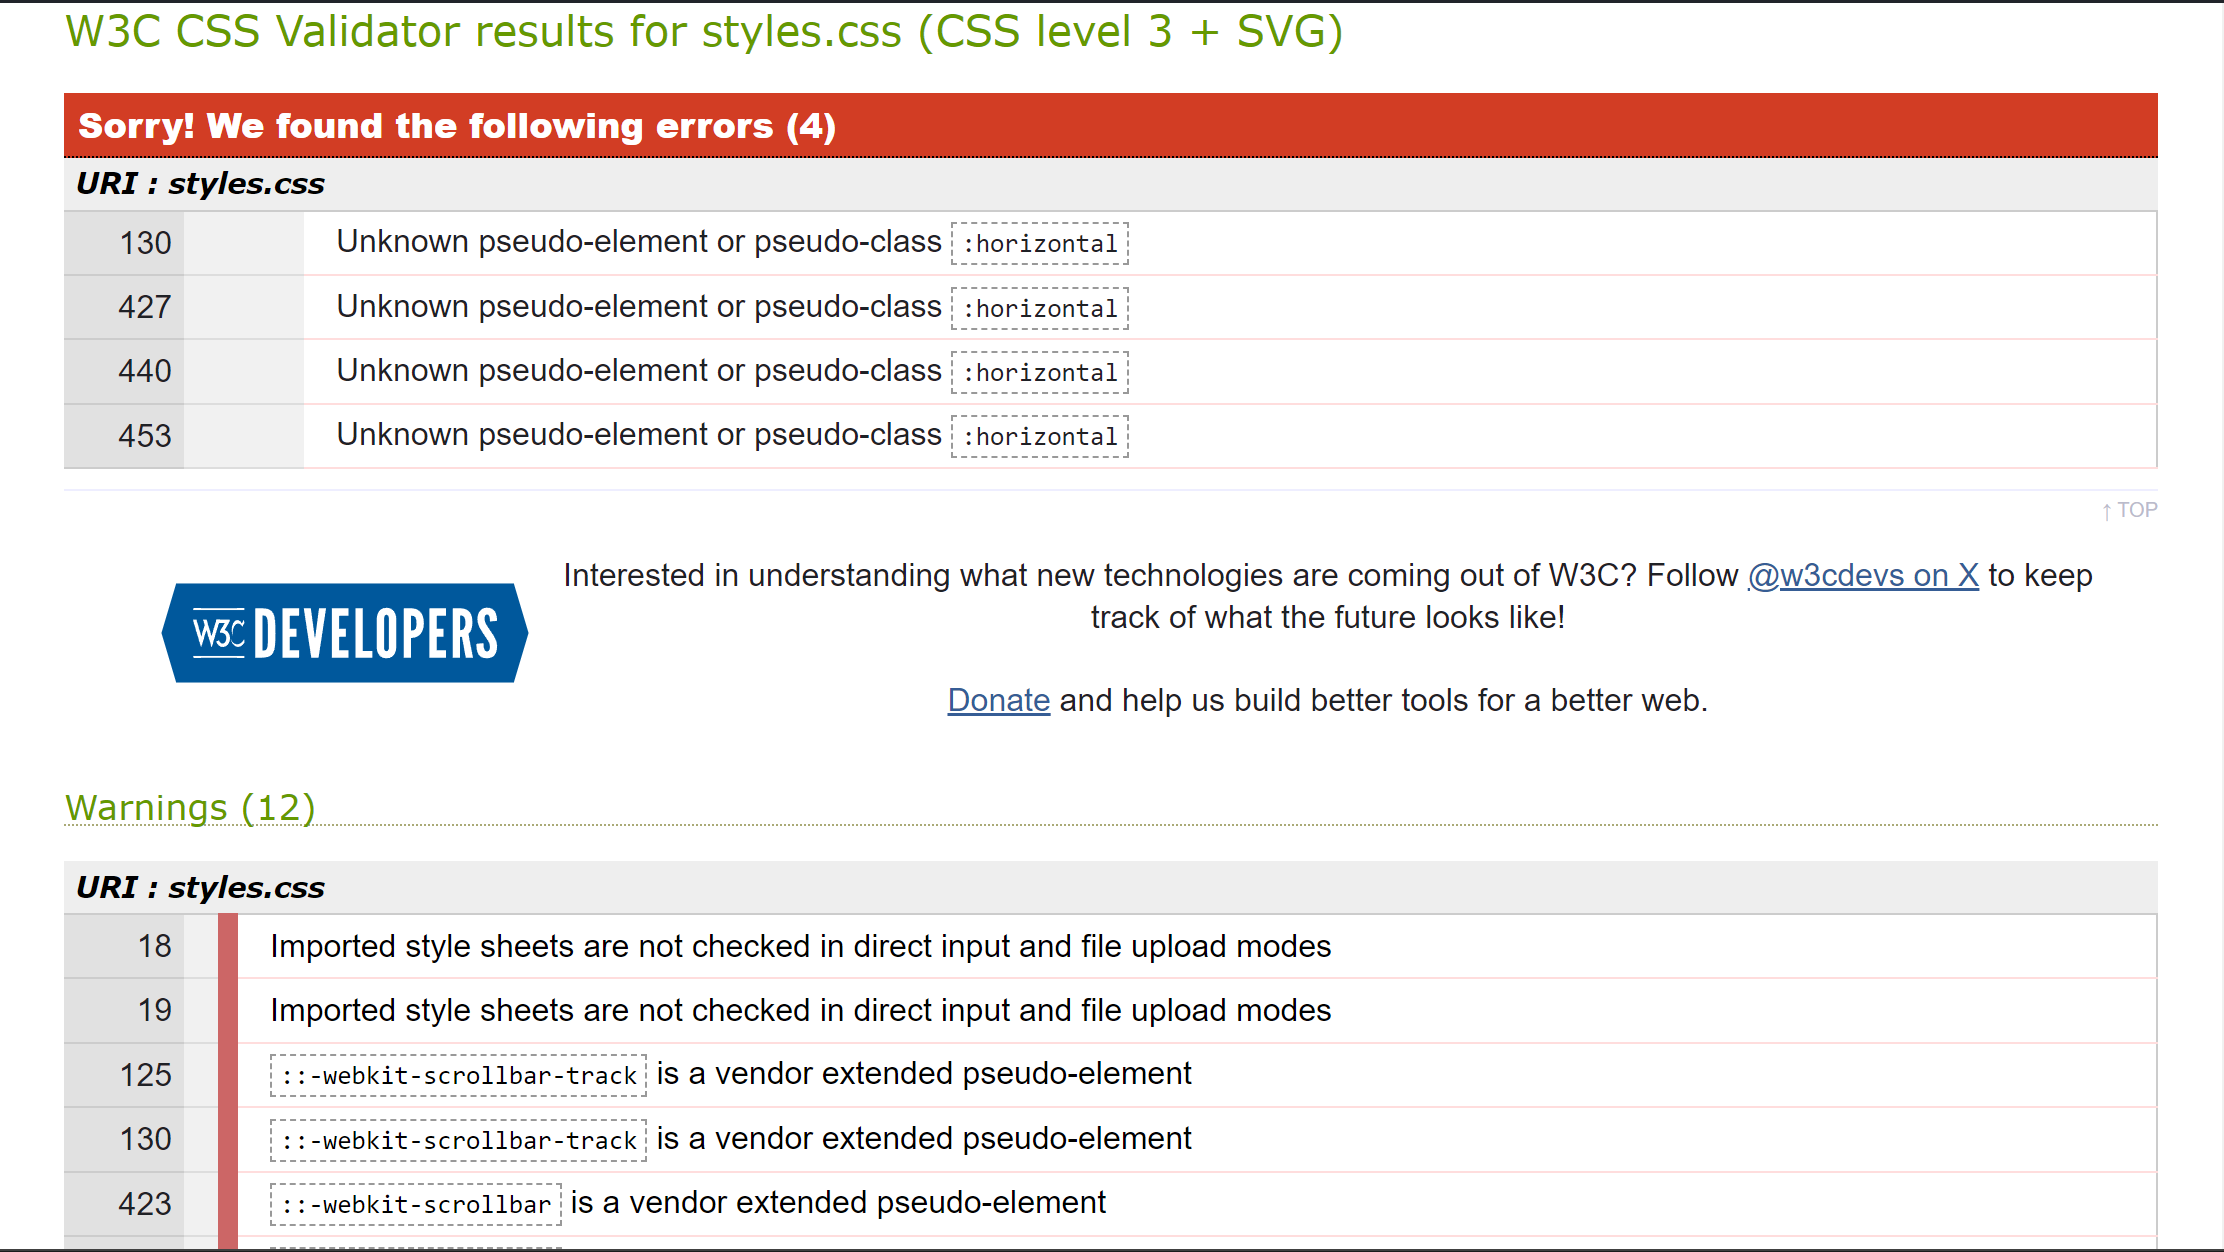 W3C CSS Validator results for styles.css (CSS level 3 + SVG)
Sorry! We found the following errors (4)
URI : styles.css
130 Unknown pseudo-element or pseudo-class :horizontal
427 Unknown pseudo-element or pseudo-class :horizontal
440 Unknown pseudo-element or pseudo-class :horizontal
453 Unknown pseudo-element or pseudo-class :horizontal
↑ TOP
W3C DEVELOPERS
Interested in understanding what new technologies are coming out of W3C? Follow @w3cdevs on X to keep
track of what the future looks like!
Donate and help us build better tools for a better web.
Warnings (12)
URI : styles.css
18 Imported style sheets are not checked in direct input and file upload modes
19 Imported style sheets are not checked in direct input and file upload modes
125 ::-webkit-scrollbar-track is a vendor extended pseudo-element
130 ::-webkit-scrollbar-track is a vendor extended pseudo-element
423 ::-webkit-scrollbar is a vendor extended pseudo-element